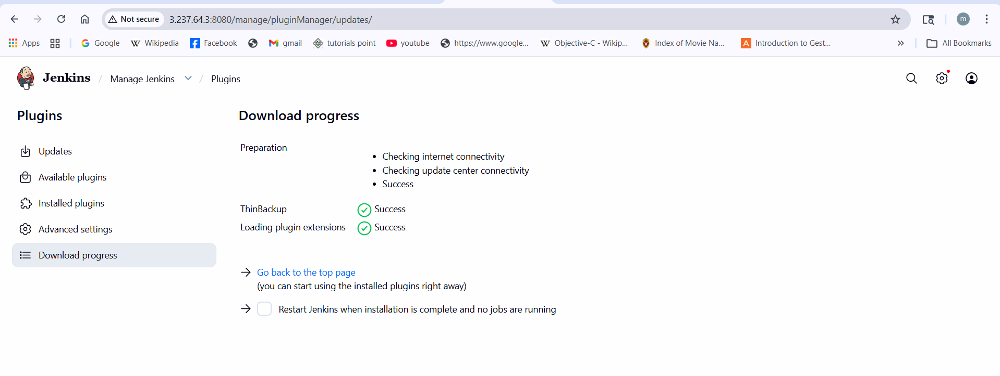 Not secure 3.237.64.3:8080/manage/pluginManager/updates/ m
Apps Google W Wikipedia Facebook gmail tutorials point youtube https://www.google... W Objective-C - Wikip... Index of Movie Na... A Introduction to Gest... » All Bookmarks
Jenkins / Manage Jenkins / Plugins
Plugins
Updates
Available plugins
Installed plugins
Advanced settings
Download progress
Download progress
Preparation
• Checking internet connectivity
• Checking update center connectivity
• Success
ThinBackup Success
Loading plugin extensions Success
→ Go back to the top page
(you can start using the installed plugins right away)
→ Restart Jenkins when installation is complete and no jobs are running